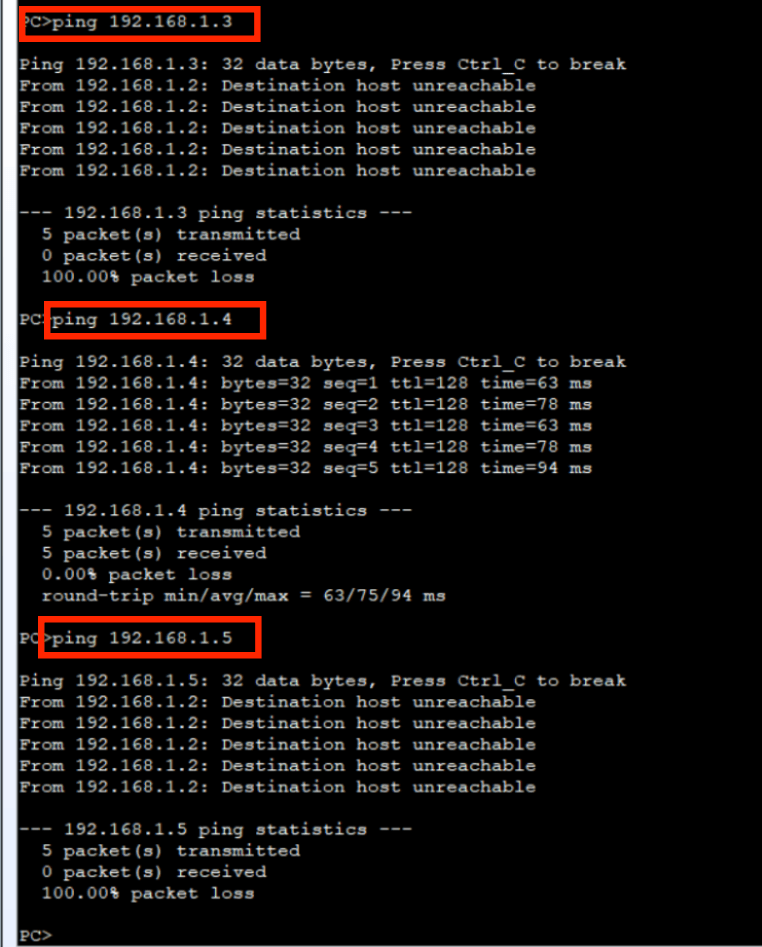 PC>ping 192.168.1.3
Ping 192.168.1.3: 32 data bytes, Press Ctrl_C to break
From 192.168.1.2: Destination host unreachable
From 192.168.1.2: Destination host unreachable
From 192.168.1.2: Destination host unreachable
From 192.168.1.2: Destination host unreachable
From 192.168.1.2: Destination host unreachable
--- 192.168.1.3 ping statistics ---
5 packet(s) transmitted
0 packet(s) received
100.00% packet loss
PC>ping 192.168.1.4
Ping 192.168.1.4: 32 data bytes, Press Ctrl_C to break
From 192.168.1.4: bytes=32 seq=1 ttl=128 time=63 ms
From 192.168.1.4: bytes=32 seq=2 ttl=128 time=78 ms
From 192.168.1.4: bytes=32 seq=3 ttl=128 time=63 ms
From 192.168.1.4: bytes=32 seq=4 ttl=128 time=78 ms
From 192.168.1.4: bytes=32 seq=5 ttl=128 time=94 ms
--- 192.168.1.4 ping statistics ---
5 packet(s) transmitted
5 packet(s) received
0.00% packet loss
round-trip min/avg/max = 63/75/94 ms
PC>ping 192.168.1.5
Ping 192.168.1.5: 32 data bytes, Press Ctrl_C to break
From 192.168.1.2: Destination host unreachable
From 192.168.1.2: Destination host unreachable
From 192.168.1.2: Destination host unreachable
From 192.168.1.2: Destination host unreachable
From 192.168.1.2: Destination host unreachable
--- 192.168.1.5 ping statistics ---
5 packet(s) transmitted
0 packet(s) received
100.00% packet loss
PC>